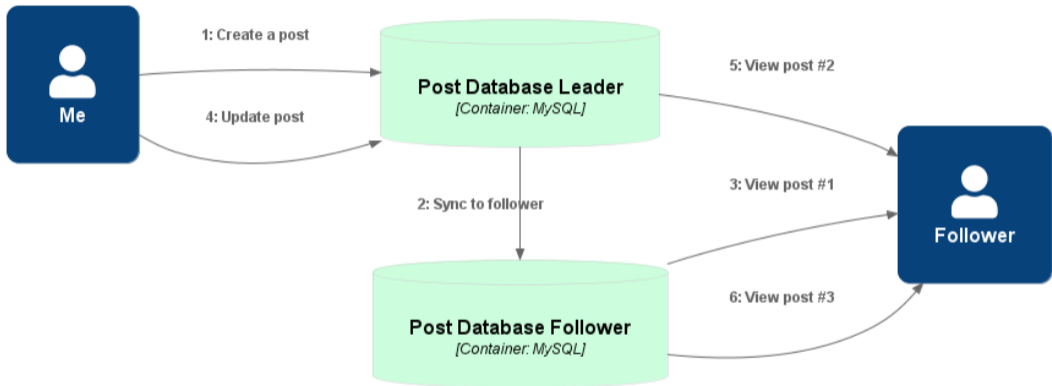 1: Create a post
Me
4: Update post
Post Database Leader
[Container: MySQL]
5: View post #2
2: Sync to follower
3: View post #1
Follower
6: View post #3
Post Database Follower
[Container: MySQL]